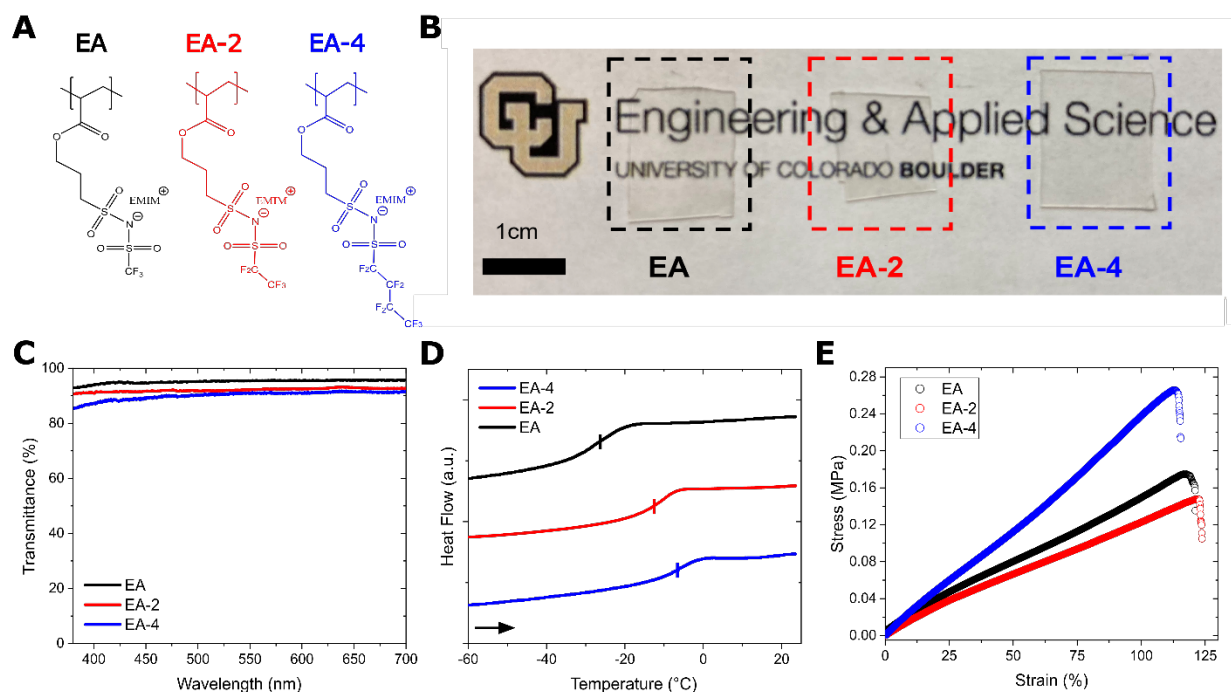 A
EA
EA-2
EA-4
O
O
O
S
O
EMIM⊕
N⊖
O
S
O
CF₃
O
O
O
S
O
EMIM⊕
N⊖
O
S
O
F₂C
CF₃
O
O
O
S
O
EMIM⊕
N⊖
O
S
O
F₂C
CF₂
F₂C
CF₃
B
CU
Engineering & Applied Science
UNIVERSITY OF COLORADO BOULDER
1cm
EA
EA-2
EA-4
C
100
80
60
40
20
0
Transmittance (%)
EA
EA-2
EA-4
400
450
500
550
600
650
700
Wavelength (nm)
D
EA-4
EA-2
EA
Heat Flow (a.u.)
-60
-40
-20
0
20
Temperature (°C)
E
0.28
0.24
0.20
0.16
0.12
0.08
0.04
0.00
Stress (MPa)
EA
EA-2
EA-4
0
25
50
75
100
125
Strain (%)